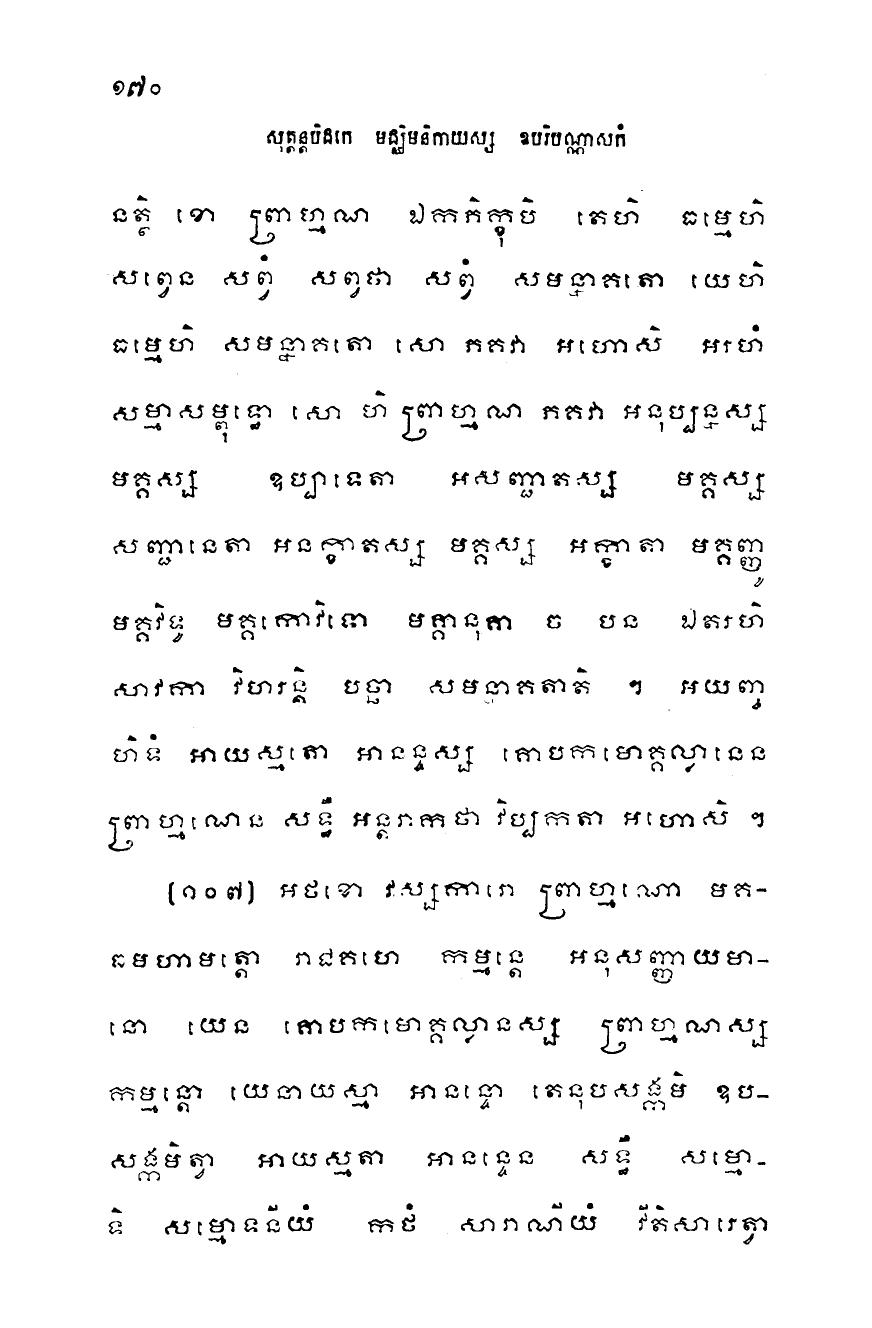 ១៧០
សុត្តន្តបិដកេ មជ្ឈិមនិកាយស្ស ឧបរិបណ្ណាសកំ
នត្ថិ ខោ ព្រាហ្មណ ឯកភិក្ខុបិ តេហិ ធម្មេហិ
សព្វេន សព្វំ សព្វថា សព្វំ សមន្នាគតោ យេហិ
ធម្មេហិ សមន្នាគតោ សោ ភគវា អហោសិ អរហំ
សម្មាសម្ពុទ្ធោ សោ ហិ ព្រាហ្មណ ភគវា អនុប្បន្នស្ស
មគ្គស្ស ឧប្បាទេតា អសញ្ជាតស្ស មគ្គស្ស
សញ្ជានេតា អនក្ខាតស្ស មគ្គស្ស អក្ខាតា មគ្គញ្ញូ
មគ្គវិទូ មគ្គកោវិទោ មគ្គានុគា ច បន ឯតរហិ
សាវកា វិហរន្តិ បច្ឆា សមន្នាគតាតិ ។ អយញ្ច
ហិទំ អាយស្មតោ អានន្ទស្ស គោបកមោគ្គល្លានេន
ព្រាហ្មណេន សទ្ធឹ អន្តរាកថា វិប្បកតា អហោសិ ។
[១០៧] អថខោ វស្សការោ ព្រាហ្មណោ មគ-
ធមហាមត្តោ រាជគហេ កម្មន្តេ អនុសញ្ញាយមា-
នោ យេន គោបកមោគ្គល្លានស្ស ព្រាហ្មណស្ស
កម្មន្តោ យេនាយស្មា អានន្ទោ តេនុបសង្កមិ ឧប-
សង្កមិត្វា អាយស្មតា អានន្ទេន សទ្ធឹ សម្មោ-
ទិ សម្មោទនីយំ កថំ សារាណីយំ វីតិសារេត្វា